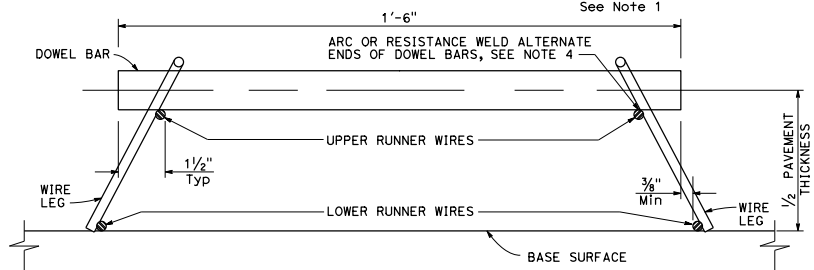 See Note 1
1'-6"
DOWEL BAR
ARC OR RESISTANCE WELD ALTERNATE
ENDS OF DOWEL BARS, SEE NOTE 4
UPPER RUNNER WIRES
1½"
Typ
WIRE
LEG
⅜"
Min
½ PAVEMENT
THICKNESS
LOWER RUNNER WIRES
WIRE
LEG
BASE SURFACE